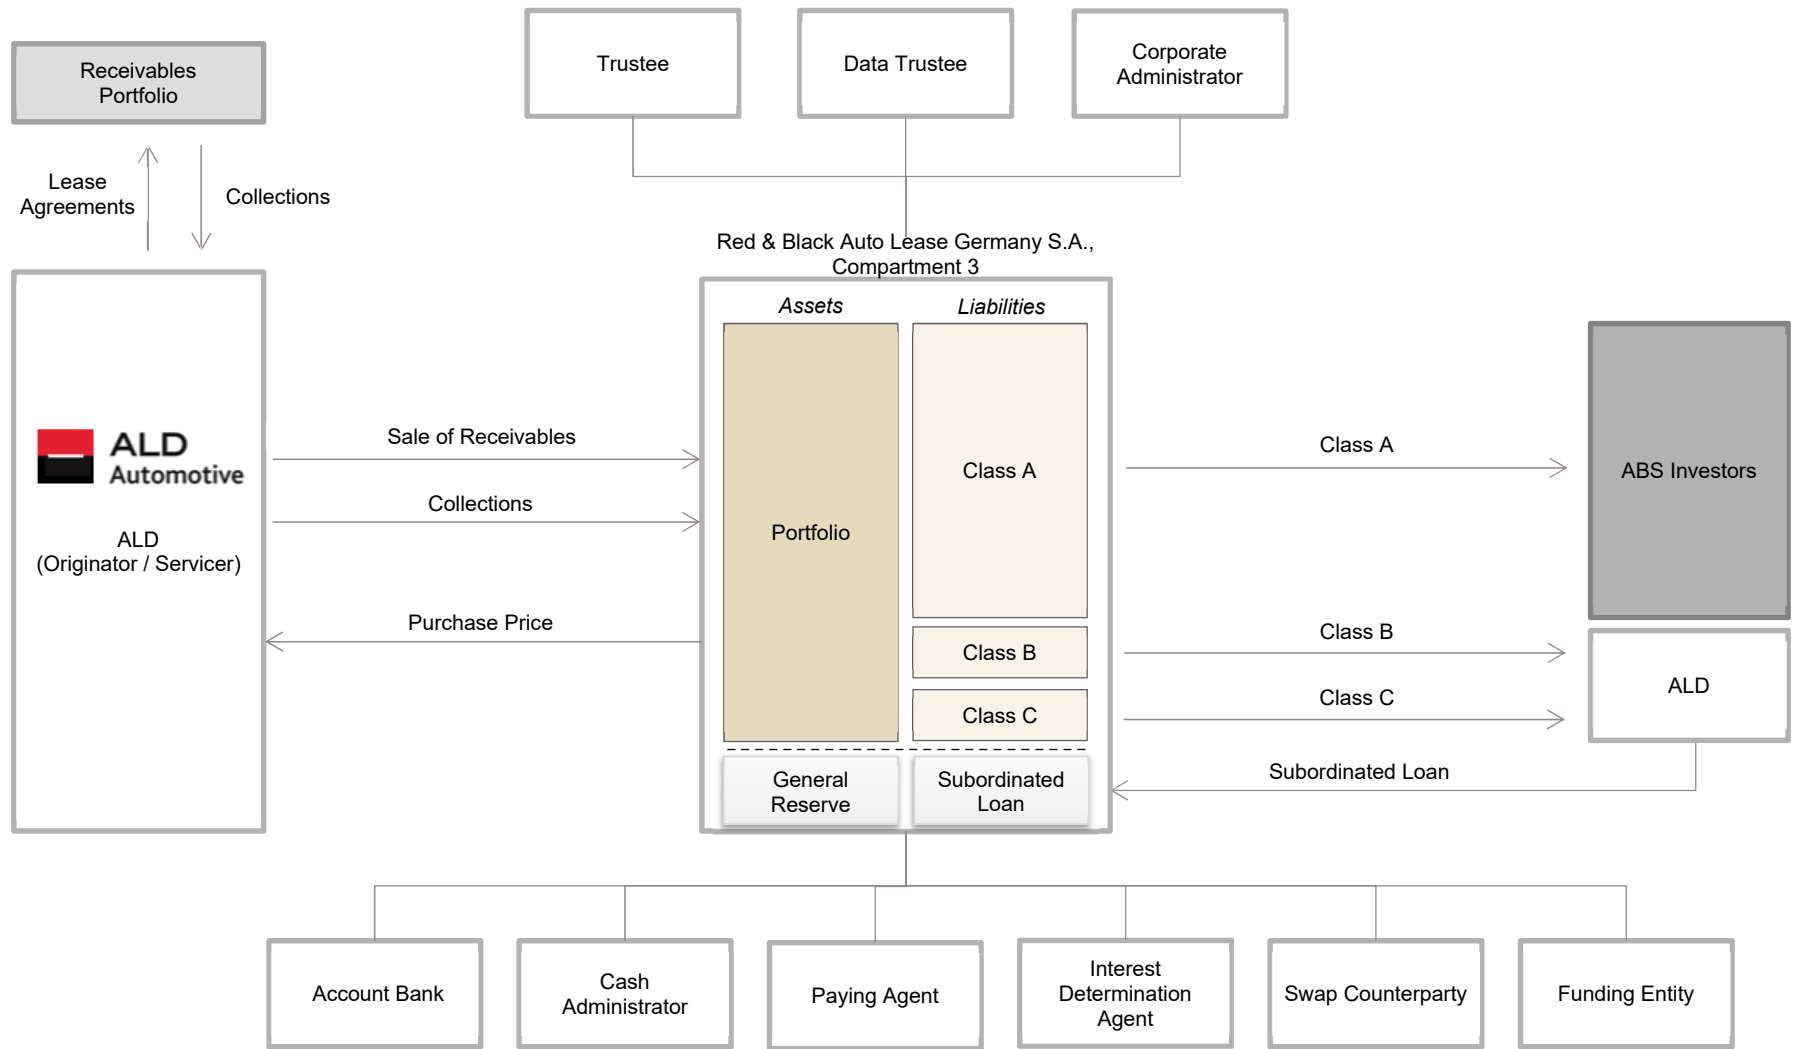 Trustee
Data Trustee
Corporate
Administrator
Receivables
Portfolio
Lease
Agreements
Collections
Red & Black Auto Lease Germany S.A.,
Compartment 3
Assets
Liabilities
ALD
Automotive
ALD
(Originator / Servicer)
Sale of Receivables
Collections
Purchase Price
Portfolio
Class A
Class B
Class C
General
Reserve
Subordinated
Loan
Class A
Class B
Class C
Subordinated Loan
ABS Investors
ALD
Account Bank
Cash
Administrator
Paying Agent
Interest
Determination
Agent
Swap Counterparty
Funding Entity